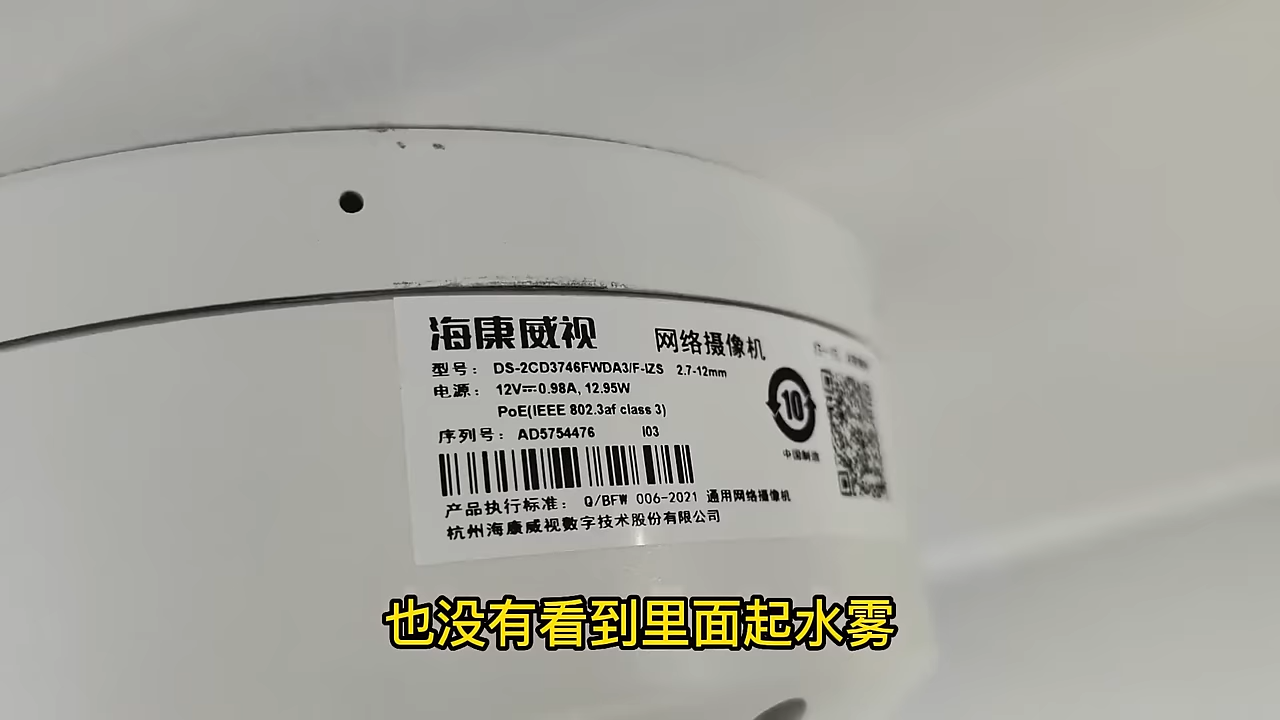 海康威视 网络摄像机
型号： DS-2CD3746FWDA3/F-IZS 2.7-12mm
电源： 12V⎓0.98A, 12.95W
PoE(IEEE 802.3af class 3)
序列号： AD5754476 I03
10
中国制造
产品执行标准： Q/BFW 006-2021 通用网络摄像机
杭州海康威视数字技术股份有限公司
也没有看到里面起水雾